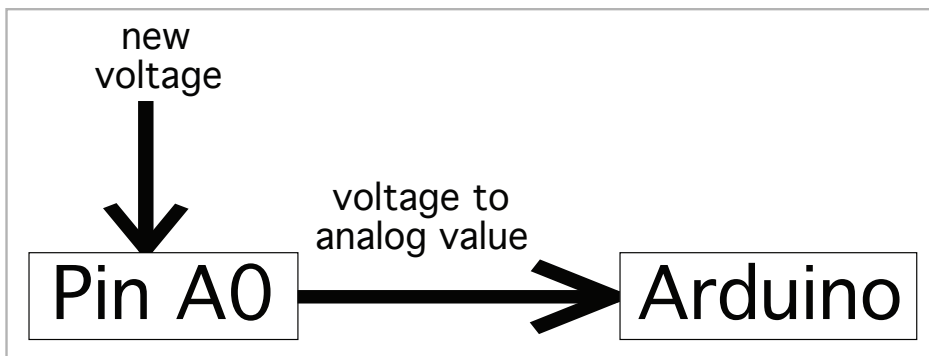 new
voltage
voltage to
analog value
Pin A0
Arduino